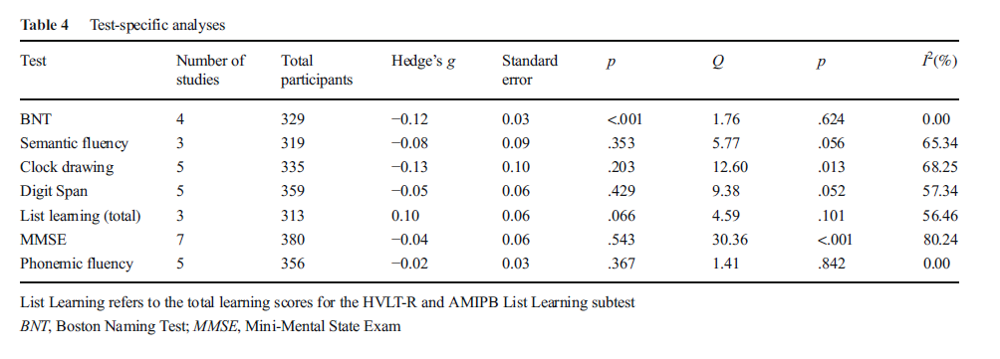 Table 4 Test-specific analyses
Test Number of studies Total participants Hedge's g Standard error p Q p I²(%)
BNT 4 329 −0.12 0.03 <.001 1.76 .624 0.00
Semantic fluency 3 319 −0.08 0.09 .353 5.77 .056 65.34
Clock drawing 5 335 −0.13 0.10 .203 12.60 .013 68.25
Digit Span 5 359 −0.05 0.06 .429 9.38 .052 57.34
List learning (total) 3 313 0.10 0.06 .066 4.59 .101 56.46
MMSE 7 380 −0.04 0.06 .543 30.36 <.001 80.24
Phonemic fluency 5 356 −0.02 0.03 .367 1.41 .842 0.00
List Learning refers to the total learning scores for the HVLT-R and AMIPB List Learning subtest
BNT, Boston Naming Test; MMSE, Mini-Mental State Exam